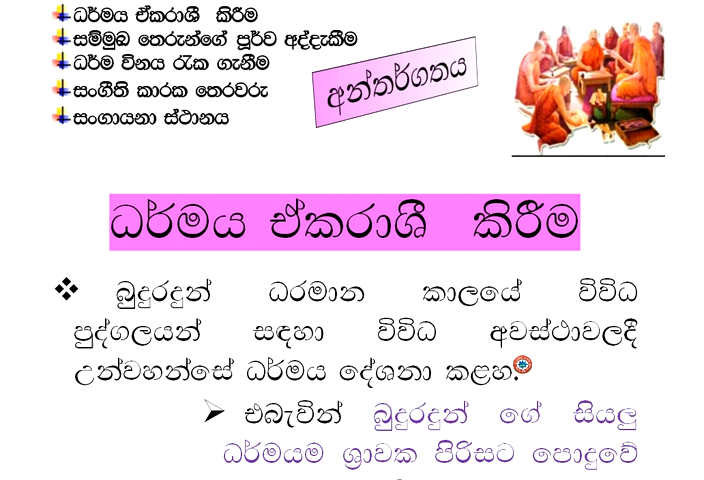 ධර්මය ඒකරාශී කිරීම
සම්මුඛ තෙරුන්ගේ පූර්ව අද්දැකීම
ධර්ම විනය රැක ගැනීම
සංගීති කාරක තෙරවරු
සංගායනා ස්ථානය
අන්තර්ගතය
ධර්මය ඒකරාශී කිරීම
❖ බුදුරදුන් ධරමාන කාලයේ විවිධ
පුද්ගලයන් සඳහා විවිධ අවස්ථාවලදී
උන්වහන්සේ ධර්මය දේශනා කළහ.
➢ එබැවින් බුදුරදුන් ගේ සියලු
ධර්මයම ශ්‍රාවක පිරිසට පොදුවේ